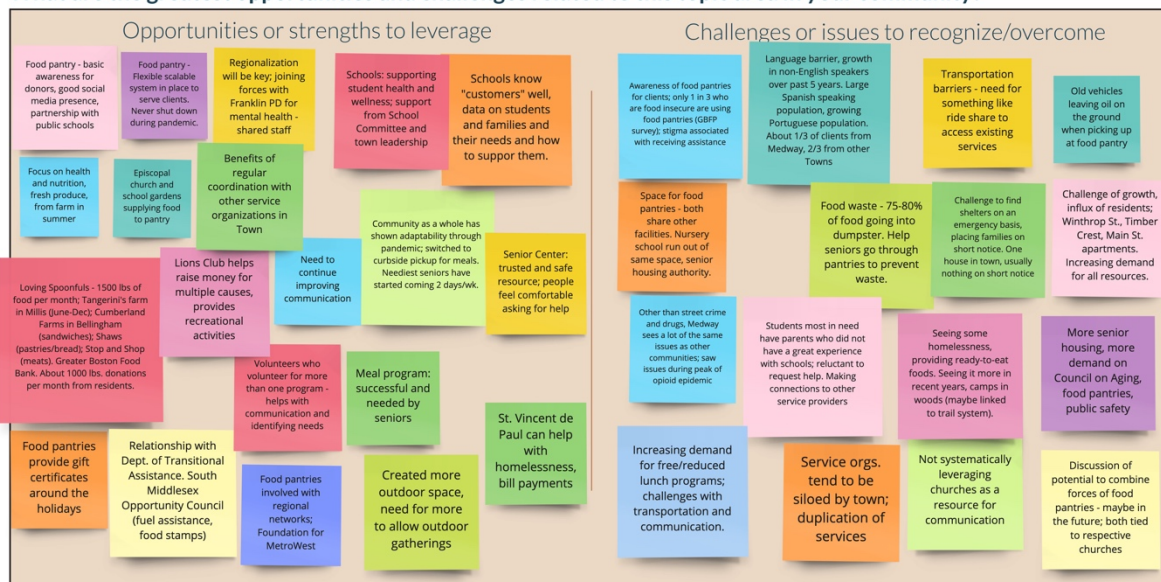 Opportunities or strengths to leverage
Food pantry - basic
awareness for
donors, good social
media presence,
partnership with
public schools
Food pantry -
Flexible scalable
system in place to
serve clients.
Never shut down
during pandemic.
Regionalization
will be key; joining
forces with
Franklin PD for
mental health -
shared staff
Schools: supporting
student health and
wellness; support
from School
Committee and
town leadership
Schools know
"customers" well,
data on students
and families and
their needs and how
to suppor them.
Focus on health
and nutrition,
fresh produce,
from farm in
summer
Episcopal
church and
school gardens
supplying food
to pantry
Benefits of
regular
coordination with
other service
organizations in
Town
Community as a whole
has shown adaptability through
pandemic; switched to
curbside pickup for meals.
Neediest seniors have
started coming 2 days/wk.
Senior Center:
trusted and safe
resource; people
feel comfortable
asking for help
Loving Spoonfuls - 1500 lbs of
food per month; Tangerini's farm
in Millis (June-Dec); Cumberland
Farms in Bellingham
(sandwiches); Shaws
(pastries/bread); Stop and Shop
(meats). Greater Boston Food
Bank. About 1000 lbs. donations
per month from residents.
Lions Club helps
raise money for
multiple causes,
provides
recreational
activities
Need to
continue
improving
communication
Volunteers who
volunteer for more
than one program -
helps with
communication and
identifying needs
Meal program:
successful and
needed by
seniors
St. Vincent de
Paul can help
with
homelessness,
bill payments
Food pantries
provide gift
certificates
around the
holidays
Relationship with
Dept. of Transitional
Assistance. South
Middlesex
Opportunity Council
(fuel assistance,
food stamps)
Food pantries
involved with
regional
networks;
Foundation for
MetroWest
Created more
outdoor space,
need for more
to allow outdoor
gatherings
Challenges or issues to recognize/overcome
Awareness of food pantries
for clients; only 1 in 3 who
are food insecure are using
food pantries (GBFP
survey); stigma associated
with receiving assistance
Language barrier, growth
in non-English speakers
over past 5 years. Large
Spanish speaking
population, growing
Portuguese population.
About 1/3 of clients from
Medway, 2/3 from other
Towns
Transportation
barriers - need for
something like
ride share to
access existing
services
Old vehicles
leaving oil on
the ground
when picking up
at food pantry
Space for food
pantries - both
share other
facilities. Nursery
school run out of
same space, senior
housing authority.
Food waste - 75-80%
of food going into
dumpster. Help
seniors go through
pantries to prevent
waste.
Challenge to find
shelters on an
emergency basis,
placing families on
short notice. One
house in town, usually
nothing on short notice
Challenge of growth,
influx of residents;
Winthrop St., Timber
Crest, Main St.
apartments.
Increasing demand
for all resources.
Other than street crime
and drugs, Medway
sees a lot of the same
issues as other
communities; saw
issues during peak of
opioid epidemic
Students most in need
have parents who did not
have a great experience
with schools; reluctant to
request help. Making
connections to other
service providers
Seeing some
homelessness,
providing ready-to-eat
foods. Seeing it more in
recent years, camps in
woods (maybe linked
to trail system).
More senior
housing, more
demand on
Council on Aging,
food pantries,
public safety
Increasing demand
for free/reduced
lunch programs;
challenges with
transportation and
communication.
Service orgs.
tend to be
siloed by town;
duplication of
services
Not systematically
leveraging
churches as a
resource for
communication
Discussion of
potential to combine
forces of food
pantries - maybe in
the future; both tied
to respective
churches